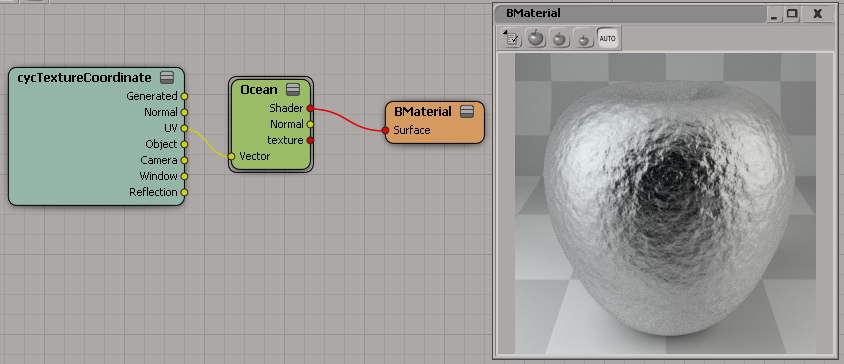 cycTextureCoordinate
Generated
Normal
UV
Object
Camera
Window
Reflection
Ocean
Shader
Normal
texture
Vector
BMaterial
Surface
BMaterial
AUTO